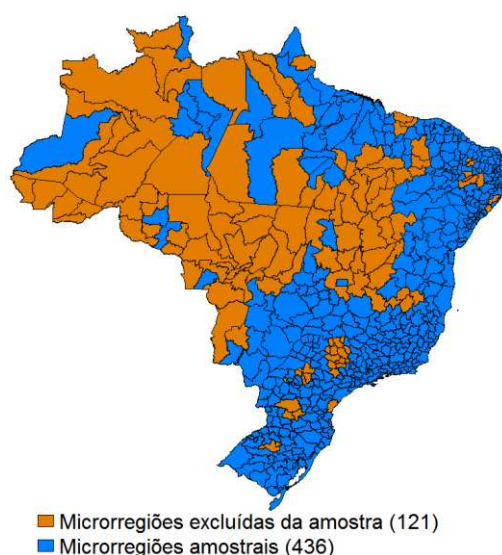 Microrregiões excluídas da amostra (121)
Microrregiões amostrais (436)